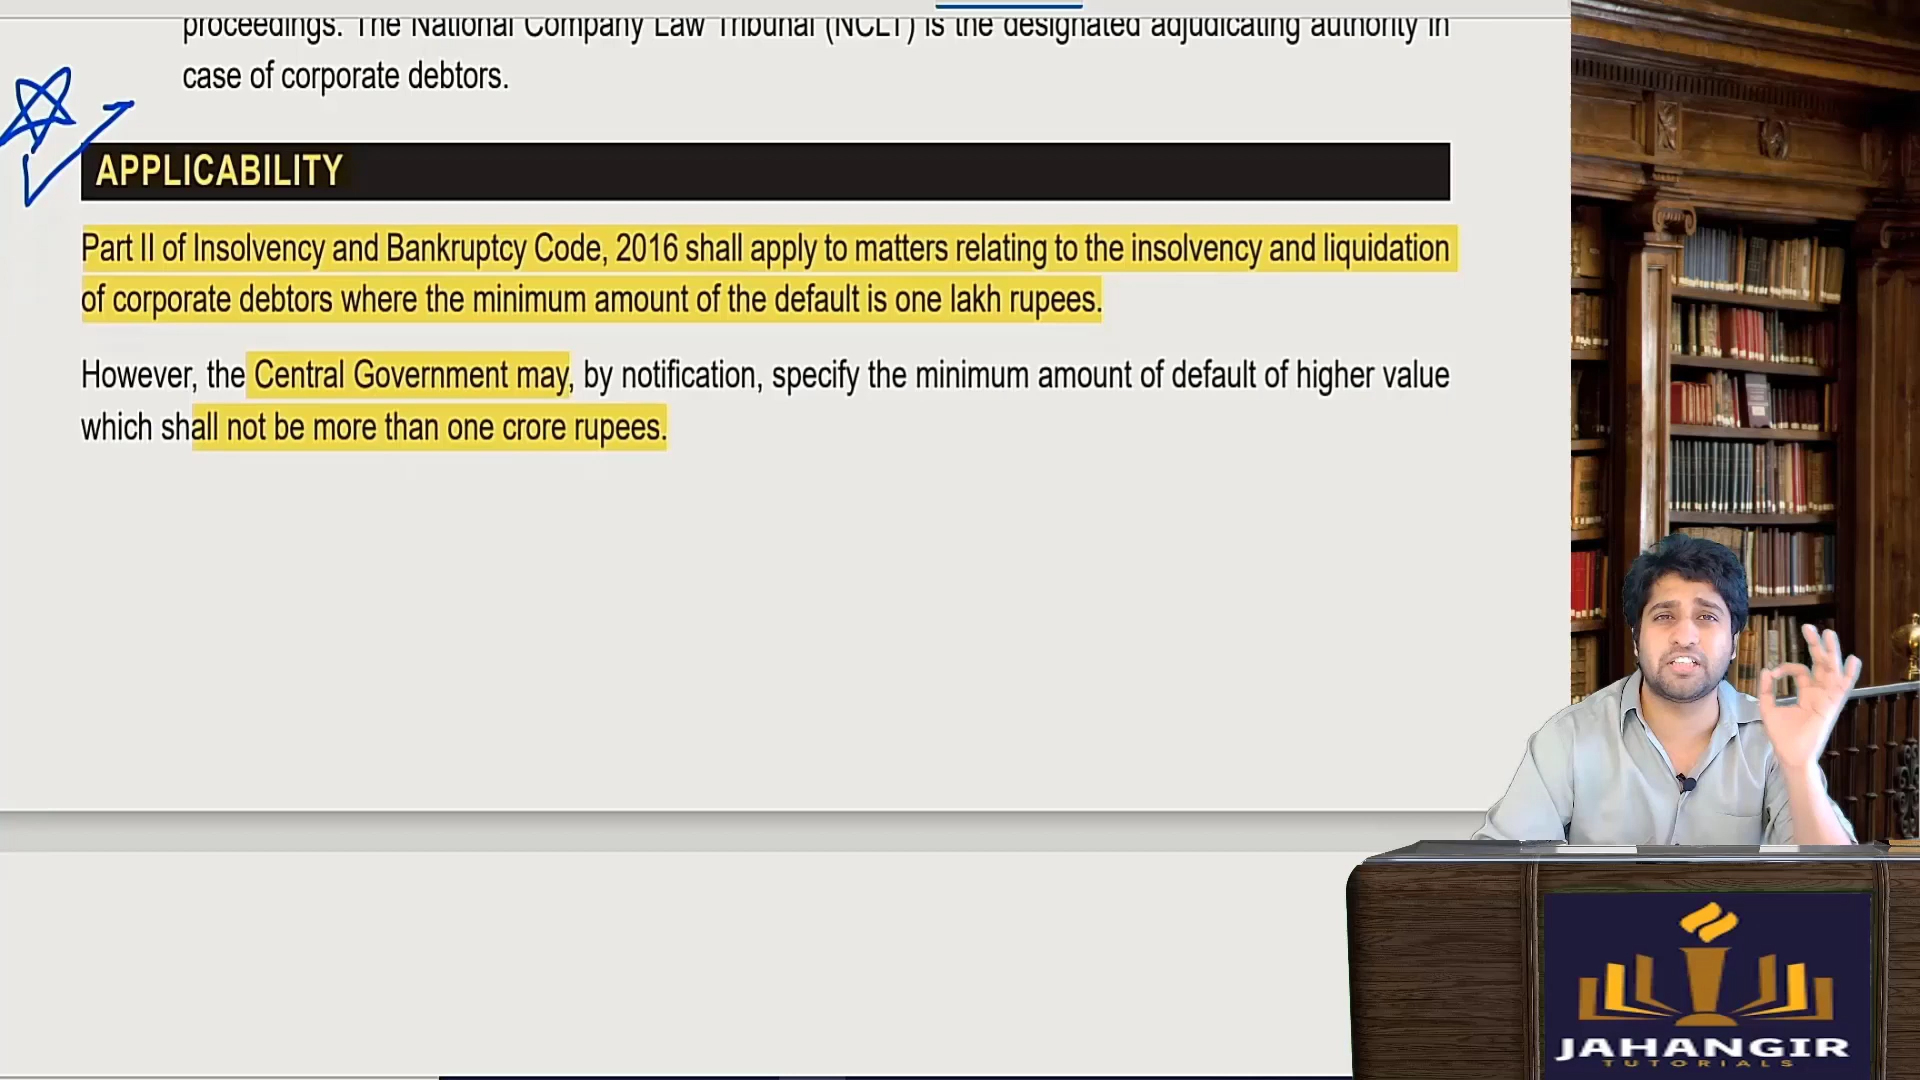 proceedings. The National Company Law Tribunal (NCLT) is the designated adjudicating authority in
case of corporate debtors.
APPLICABILITY
Part II of Insolvency and Bankruptcy Code, 2016 shall apply to matters relating to the insolvency and liquidation
of corporate debtors where the minimum amount of the default is one lakh rupees.
However, the Central Government may, by notification, specify the minimum amount of default of higher value
which shall not be more than one crore rupees.
JAHANGIR
TUTORIALS